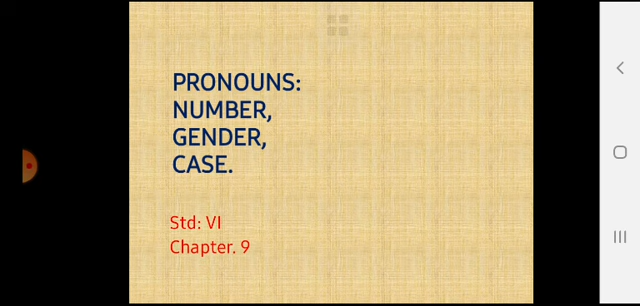 PRONOUNS:
NUMBER,
GENDER,
CASE.
Std: VI
Chapter. 9